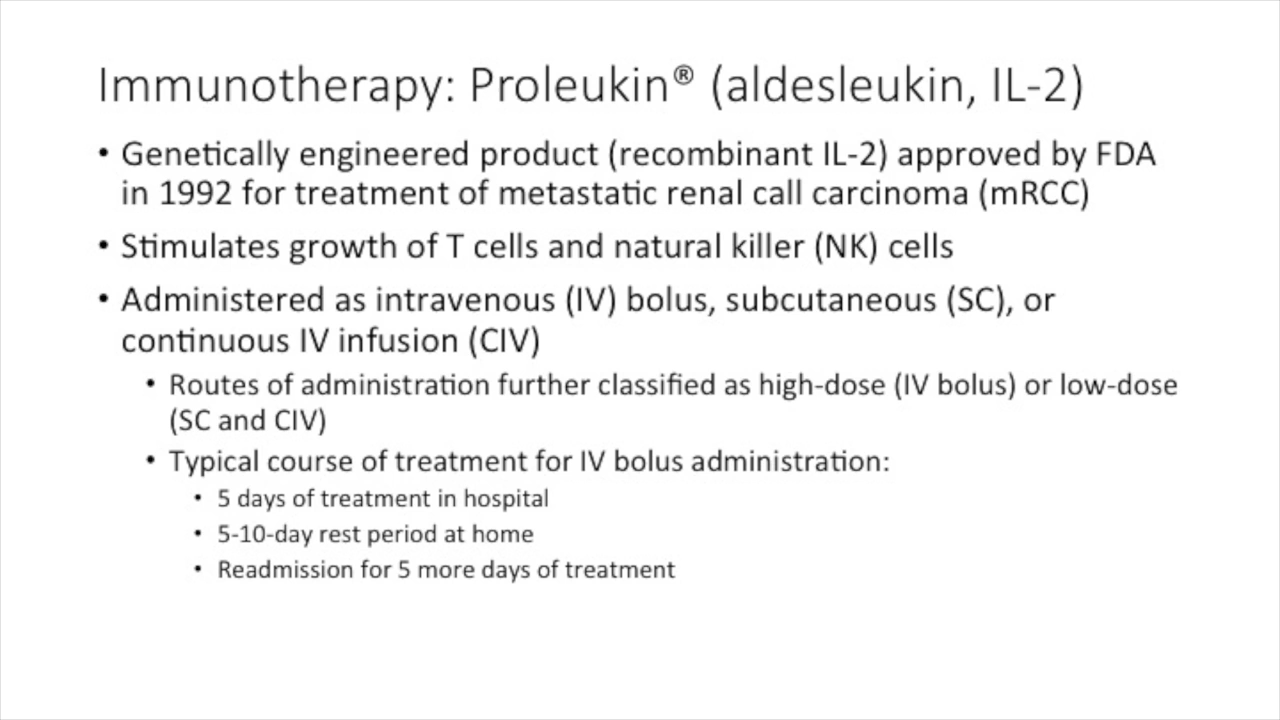 Immunotherapy: Proleukin® (aldesleukin, IL-2)
• Genetically engineered product (recombinant IL-2) approved by FDA
in 1992 for treatment of metastatic renal call carcinoma (mRCC)
• Stimulates growth of T cells and natural killer (NK) cells
• Administered as intravenous (IV) bolus, subcutaneous (SC), or
continuous IV infusion (CIV)
• Routes of administration further classified as high-dose (IV bolus) or low-dose
(SC and CIV)
• Typical course of treatment for IV bolus administration:
• 5 days of treatment in hospital
• 5-10-day rest period at home
• Readmission for 5 more days of treatment